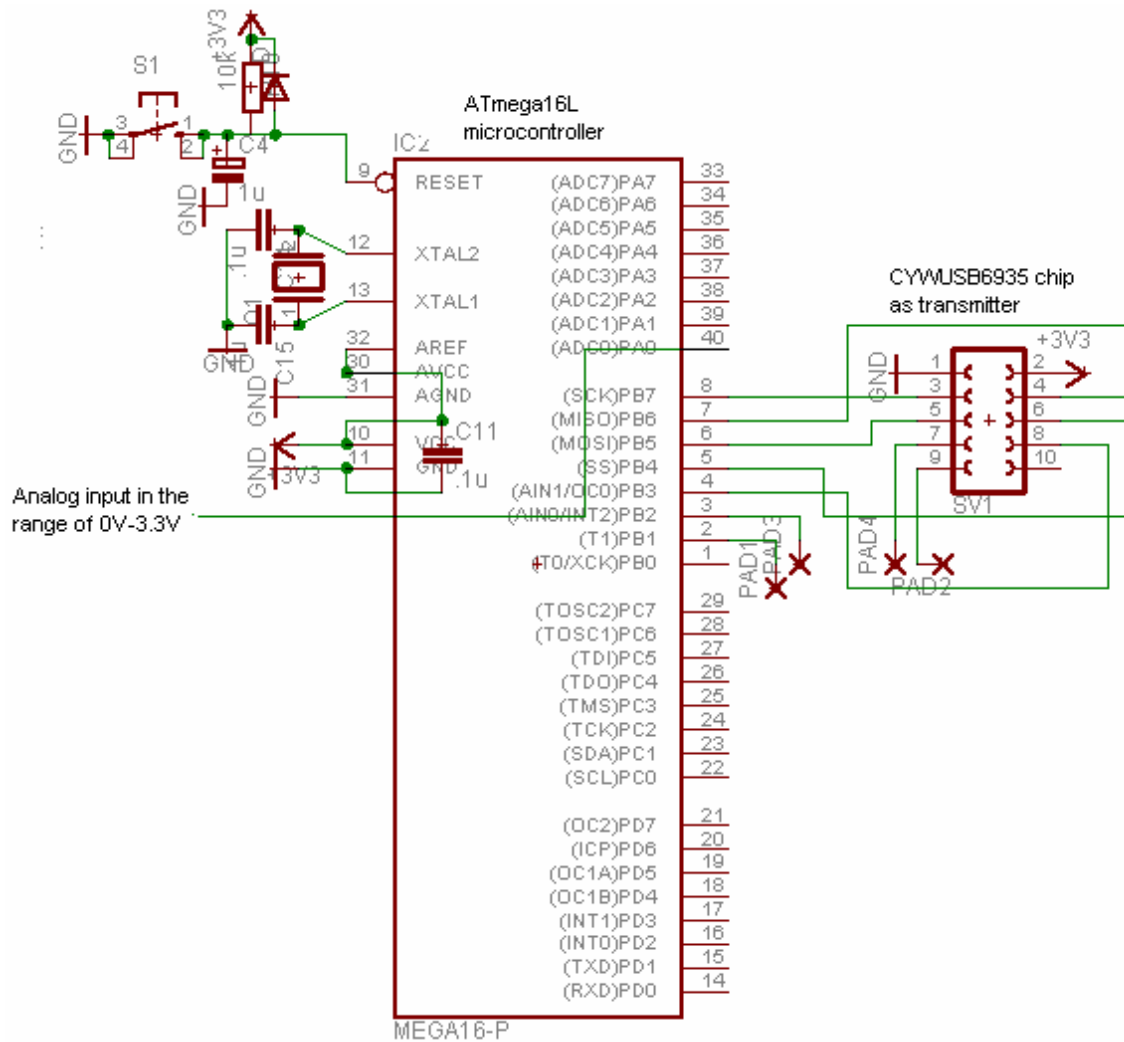 +3V3
10k
S1
GND
3
4
1
2
C4
.1u
GND
ATmega16L
microcontroller
IC2
9
RESET
12
XTAL2
13
XTAL1
.1u
C15
GND
32
AREF
30
AVCC
31
AGND
GND
10
VCC
11
GND
GND
+3V3
C11
.1u
Analog input in the
range of 0V-3.3V
(ADC7)PA7 33
(ADC6)PA6 34
(ADC5)PA5 35
(ADC4)PA4 36
(ADC3)PA3 37
(ADC2)PA2 38
(ADC1)PA1 39
(ADC0)PA0 40
(SCK)PB7 8
(MISO)PB6 7
(MOSI)PB5 6
(SS)PB4 5
(AIN1/OC0)PB3 4
(AIN0/INT2)PB2 3
(T1)PB1 2
(T0/XCK)PB0 1
(TOSC2)PC7 29
(TOSC1)PC6 28
(TDI)PC5 27
(TDO)PC4 26
(TMS)PC3 25
(TCK)PC2 24
(SDA)PC1 23
(SCL)PC0 22
(OC2)PD7 21
(ICP)PD6 20
(OC1A)PD5 19
(OC1B)PD4 18
(INT1)PD3 17
(INT0)PD2 16
(TXD)PD1 15
(RXD)PD0 14
MEGA16-P
CYWUSB6935 chip
as transmitter
+3V3
GND
1 2
3 4
5 6
7 8
9 10
SV1
PAD1
PAD3
PAD4
PAD2